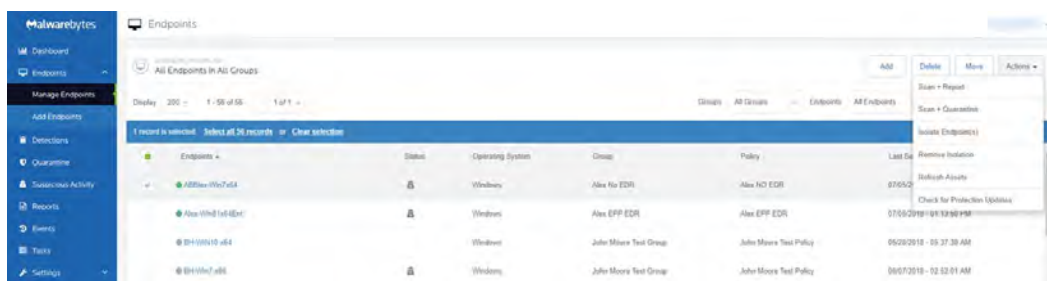 Malwarebytes
Endpoints
Dashboard
Endpoints
Manage Endpoints
Add Endpoints
Detections
Quarantine
Suspicious Activity
Reports
Events
Tasks
Settings
All Endpoints in All Groups
Add Delete Move Actions
Display 200 1 - 56 of 56 1 of 1
Groups All Groups Endpoints All Endpoints
Scan + Report
Scan + Quarantine
Isolate Endpoint(s)
Remove Isolation
Refresh Assets
Check for Protection Updates
1 record is selected. Select all 56 records or Clear selection
Endpoints Status Operating System Group Policy
Windows Alex No EDR Alex NO EDR
Windows Alex EPP EDR Alex EPP EDR
BH-WIN10-x64 Windows John Moore Test Group John Moore Test Policy 06/28/2018 - 05:37:38 AM
BH-Win7-x86 Windows John Moore Test Group John Moore Test Policy 09/07/2018 - 02:52:01 AM